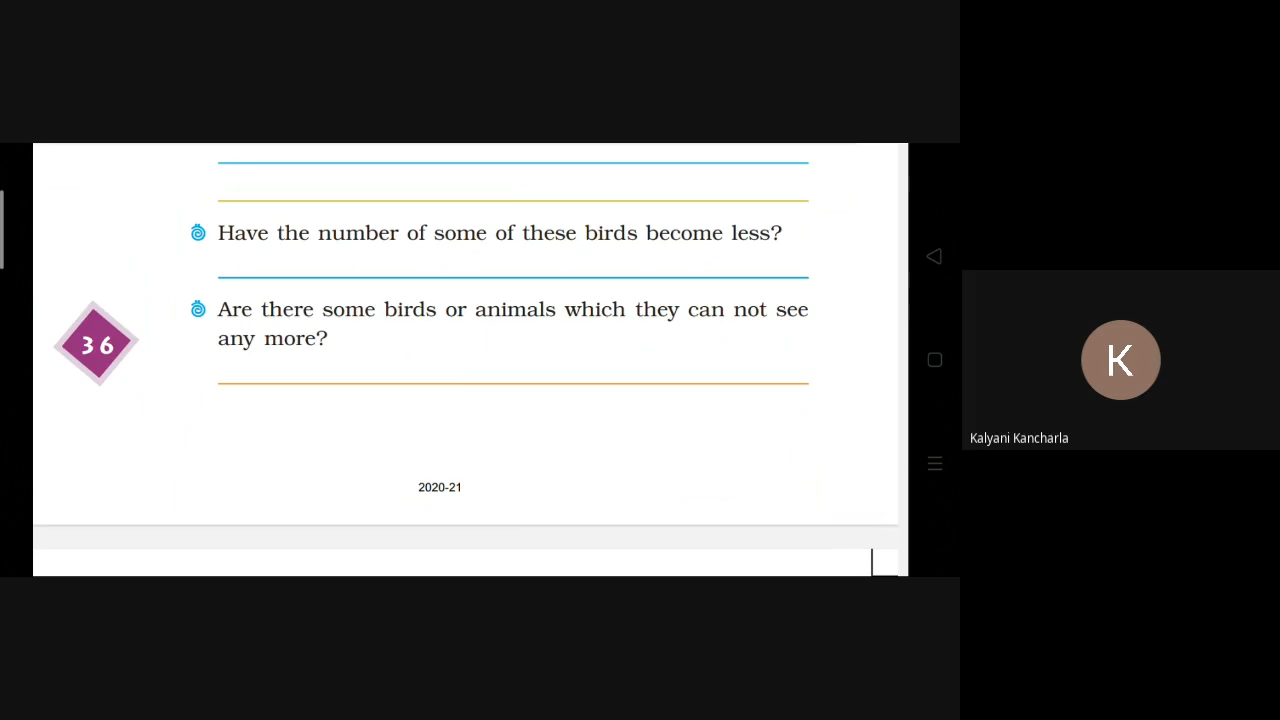 Have the number of some of these birds become less?
Are there some birds or animals which they can not see
any more?
36
2020-21
K
Kalyani Kancharla